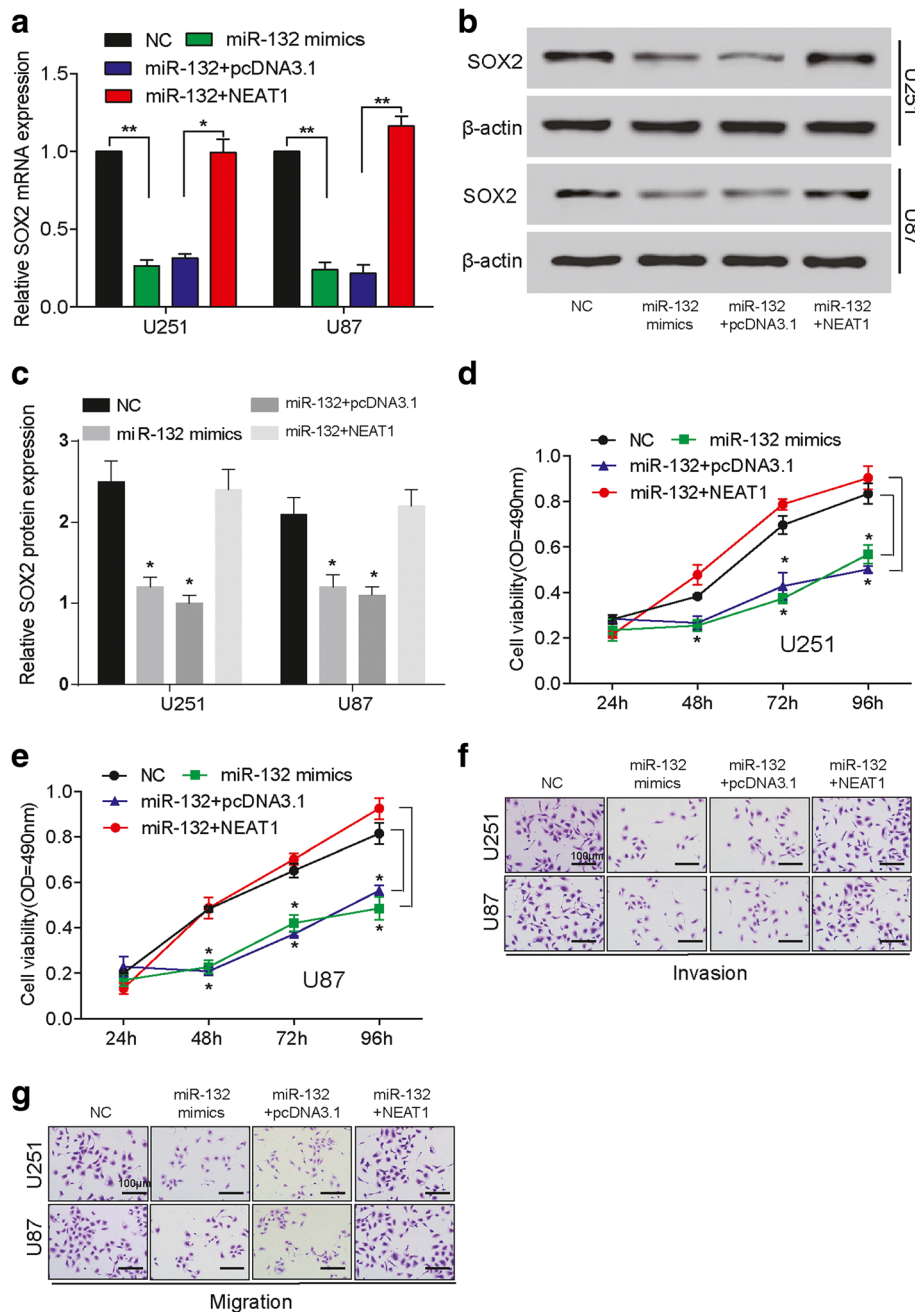 a
NC miR-132 mimics
miR-132+pcDNA3.1
miR-132+NEAT1
Relative SOX2 mRNA expression
1.5
1.0
0.5
0.0
** * ** **
U251 U87
b
SOX2
β-actin
U251
SOX2
β-actin
U87
NC miR-132 miR-132 miR-132
mimics +pcDNA3.1 +NEAT1
c
NC miR-132+pcDNA3.1
miR-132 mimics miR-132+NEAT1
Relative SOX2 protein expression
3
2
1
0
* * * *
U251 U87
d
NC miR-132 mimics
miR-132+pcDNA3.1
miR-132+NEAT1
Cell viability(OD=490nm)
1.0
0.8
0.6
0.4
0.2
0.0
* *
* * *
U251
24h 48h 72h 96h
e
NC miR-132 mimics
miR-132+pcDNA3.1
miR-132+NEAT1
Cell viability(OD=490nm)
1.0
0.8
0.6
0.4
0.2
0.0
* * *
* * *
U87
24h 48h 72h 96h
f
NC miR-132 miR-132 miR-132
mimics +pcDNA3.1 +NEAT1
U251
100μm
U87
Invasion
g
NC miR-132 miR-132 miR-132
mimics +pcDNA3.1 +NEAT1
U251
100μm
U87
Migration